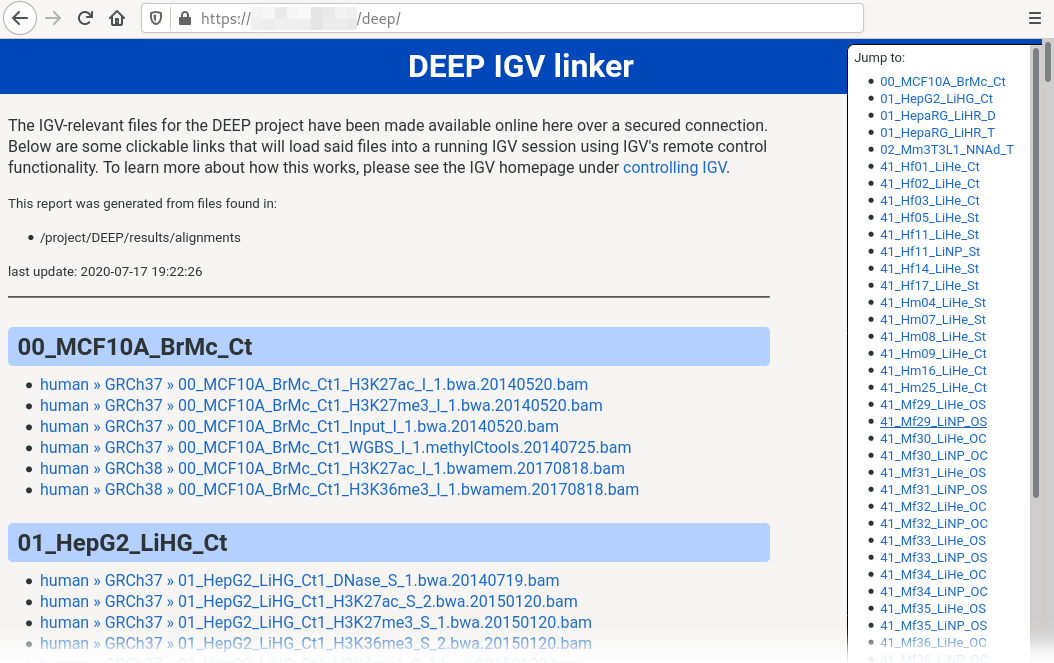 https://
/deep/
DEEP IGV linker
The IGV-relevant files for the DEEP project have been made available online here over a secured connection.
Below are some clickable links that will load said files into a running IGV session using IGV's remote control
functionality. To learn more about how this works, please see the IGV homepage under controlling IGV.
This report was generated from files found in:
/project/DEEP/results/alignments
last update: 2020-07-17 19:22:26
00_MCF10A_BrMc_Ct
human » GRCh37 » 00_MCF10A_BrMc_Ct1_H3K27ac_I_1.bwa.20140520.bam
human » GRCh37 » 00_MCF10A_BrMc_Ct1_H3K27me3_I_1.bwa.20140520.bam
human » GRCh37 » 00_MCF10A_BrMc_Ct1_Input_I_1.bwa.20140520.bam
human » GRCh37 » 00_MCF10A_BrMc_Ct1_WGBS_I_1.methylCtools.20140725.bam
human » GRCh38 » 00_MCF10A_BrMc_Ct1_H3K27ac_I_1.bwamem.20170818.bam
human » GRCh38 » 00_MCF10A_BrMc_Ct1_H3K36me3_I_1.bwamem.20170818.bam
01_HepG2_LiHG_Ct
human » GRCh37 » 01_HepG2_LiHG_Ct1_DNase_S_1.bwa.20140719.bam
human » GRCh37 » 01_HepG2_LiHG_Ct1_H3K27ac_S_2.bwa.20150120.bam
human » GRCh37 » 01_HepG2_LiHG_Ct1_H3K27me3_S_1.bwa.20150120.bam
human » GRCh37 » 01_HepG2_LiHG_Ct1_H3K36me3_S_2.bwa.20150120.bam
Jump to:
00_MCF10A_BrMc_Ct
01_HepG2_LiHG_Ct
01_HepaRG_LiHR_D
01_HepaRG_LiHR_T
02_Mm3T3L1_NNAd_T
41_Hf01_LiHe_Ct
41_Hf02_LiHe_Ct
41_Hf03_LiHe_Ct
41_Hf05_LiHe_St
41_Hf11_LiHe_St
41_Hf11_LiNP_St
41_Hf14_LiHe_St
41_Hf17_LiHe_St
41_Hm04_LiHe_St
41_Hm07_LiHe_St
41_Hm08_LiHe_St
41_Hm09_LiHe_Ct
41_Hm16_LiHe_Ct
41_Hm25_LiHe_Ct
41_Mf29_LiHe_OS
41_Mf29_LiNP_OS
41_Mf30_LiHe_OC
41_Mf30_LiNP_OC
41_Mf31_LiHe_OS
41_Mf31_LiNP_OS
41_Mf32_LiHe_OC
41_Mf32_LiNP_OC
41_Mf33_LiHe_OS
41_Mf33_LiNP_OS
41_Mf34_LiHe_OC
41_Mf34_LiNP_OC
41_Mf35_LiHe_OS
41_Mf35_LiNP_OS
41_Mf36_LiHe_OC